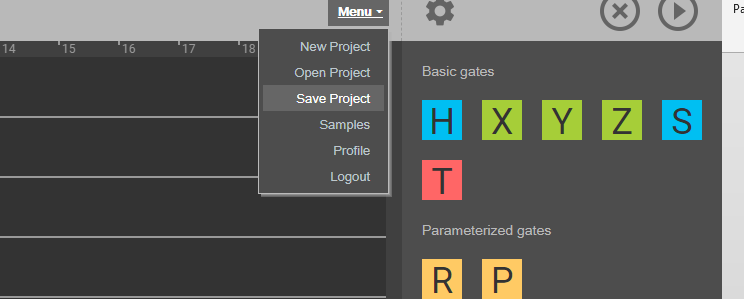 Menu
Pa
14 15 16 17 18
New Project
Open Project
Save Project
Samples
Profile
Logout
Basic gates
H X Y Z S
T
Parameterized gates
R P